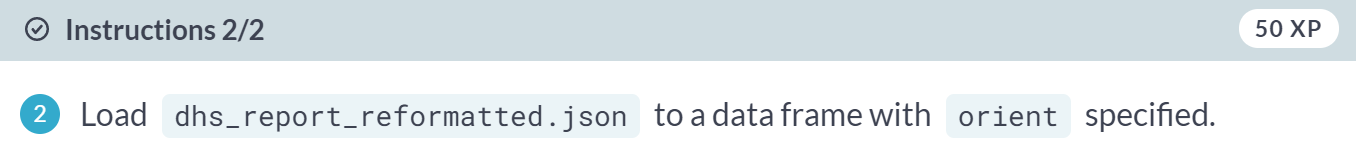 Instructions 2/2 50 XP
2 Load dhs_report_reformatted.json to a data frame with orient specified.